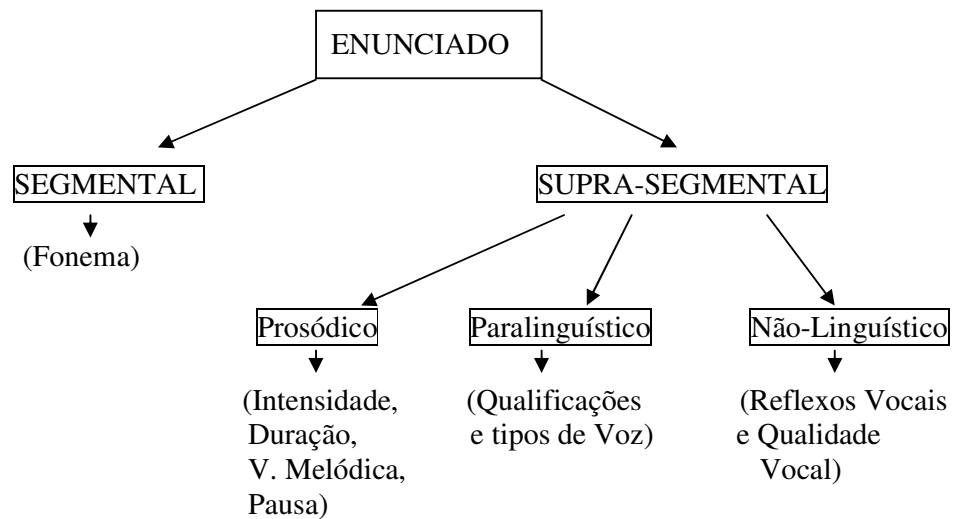 ENUNCIADO
SEGMENTAL
SUPRA-SEGMENTAL
(Fonema)
Prosódico
Paralinguístico
Não-Linguístico
(Intensidade,
Duração,
V. Melódica,
Pausa)
(Qualificações
e tipos de Voz)
(Reflexos Vocais
e Qualidade
Vocal)